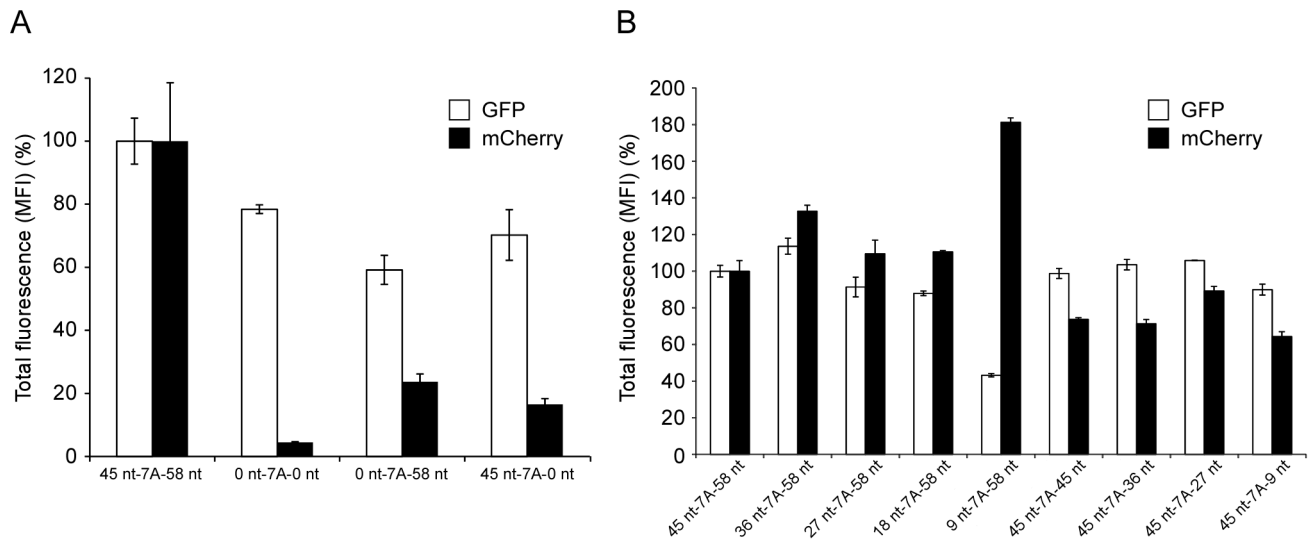 A
Total fluorescence (MFI) (%)
120
100
80
60
40
20
0
GFP
mCherry
45 nt-7A-58 nt
0 nt-7A-0 nt
0 nt-7A-58 nt
45 nt-7A-0 nt
B
Total fluorescence (MFI) (%)
200
180
160
140
120
100
80
60
40
20
0
GFP
mCherry
45 nt-7A-58 nt
36 nt-7A-58 nt
27 nt-7A-58 nt
18 nt-7A-58 nt
9 nt-7A-58 nt
45 nt-7A-45 nt
45 nt-7A-36 nt
45 nt-7A-27 nt
45 nt-7A-9 nt